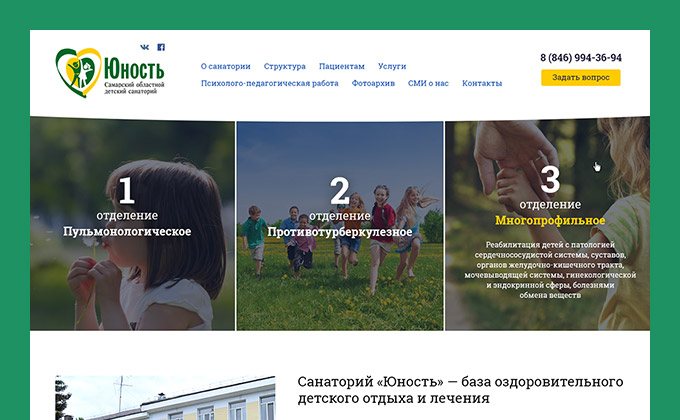 Юность
Самарский областной
детский санаторий
О санатории Структура Пациентам Услуги
Психолого-педагогическая работа Фотоархив СМИ о нас Контакты
8 (846) 994-36-94
Задать вопрос
1
отделение
Пульмонологическое
2
отделение
Противотурберкулезное
3
отделение
Многопрофильное
Реабилитация детей с патологией
сердечнососудистой системы, суставов,
органов желудочно-кишечного тракта,
мочевыводящей системы, гинекологической
и эндокринной сферы, болезнями
обмена веществ
Санаторий «Юность» — база оздоровительного
детского отдыха и лечения